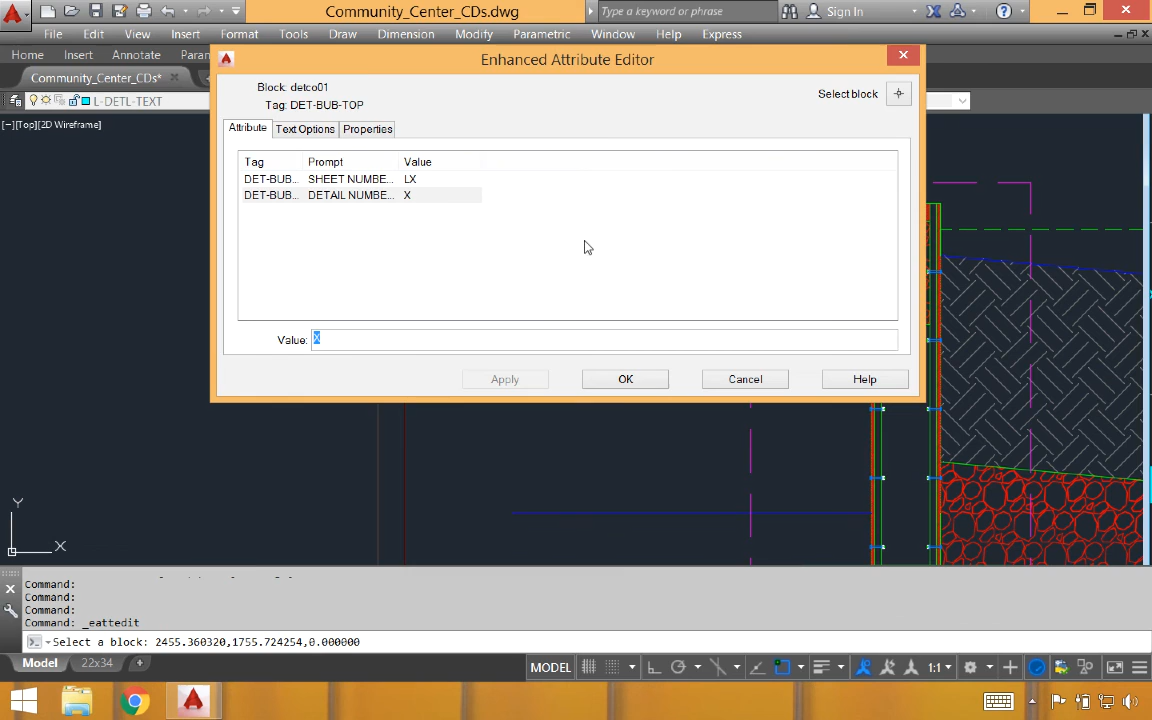 Community_Center_CDs.dwg
Type a keyword or phrase
Sign In
File Edit View Insert Format Tools Draw Dimension Modify Parametric Window Help Express
Home Insert Annotate Paran
Enhanced Attribute Editor
Community_Center_CDs*
L-DETL-TEXT
[−][Top][2D Wireframe]
Block: detco01
Tag: DET-BUB-TOP
Select block
Attribute Text Options Properties
Tag Prompt Value
DET-BUB... SHEET NUMBE... LX
DET-BUB... DETAIL NUMBE... X
Value: X
Apply OK Cancel Help
Y
X
Command:
Command:
Command:
Command: _eattedit
Select a block: 2455.360320,1755.724254,0.000000
Model 22x34 +
MODEL 1:1